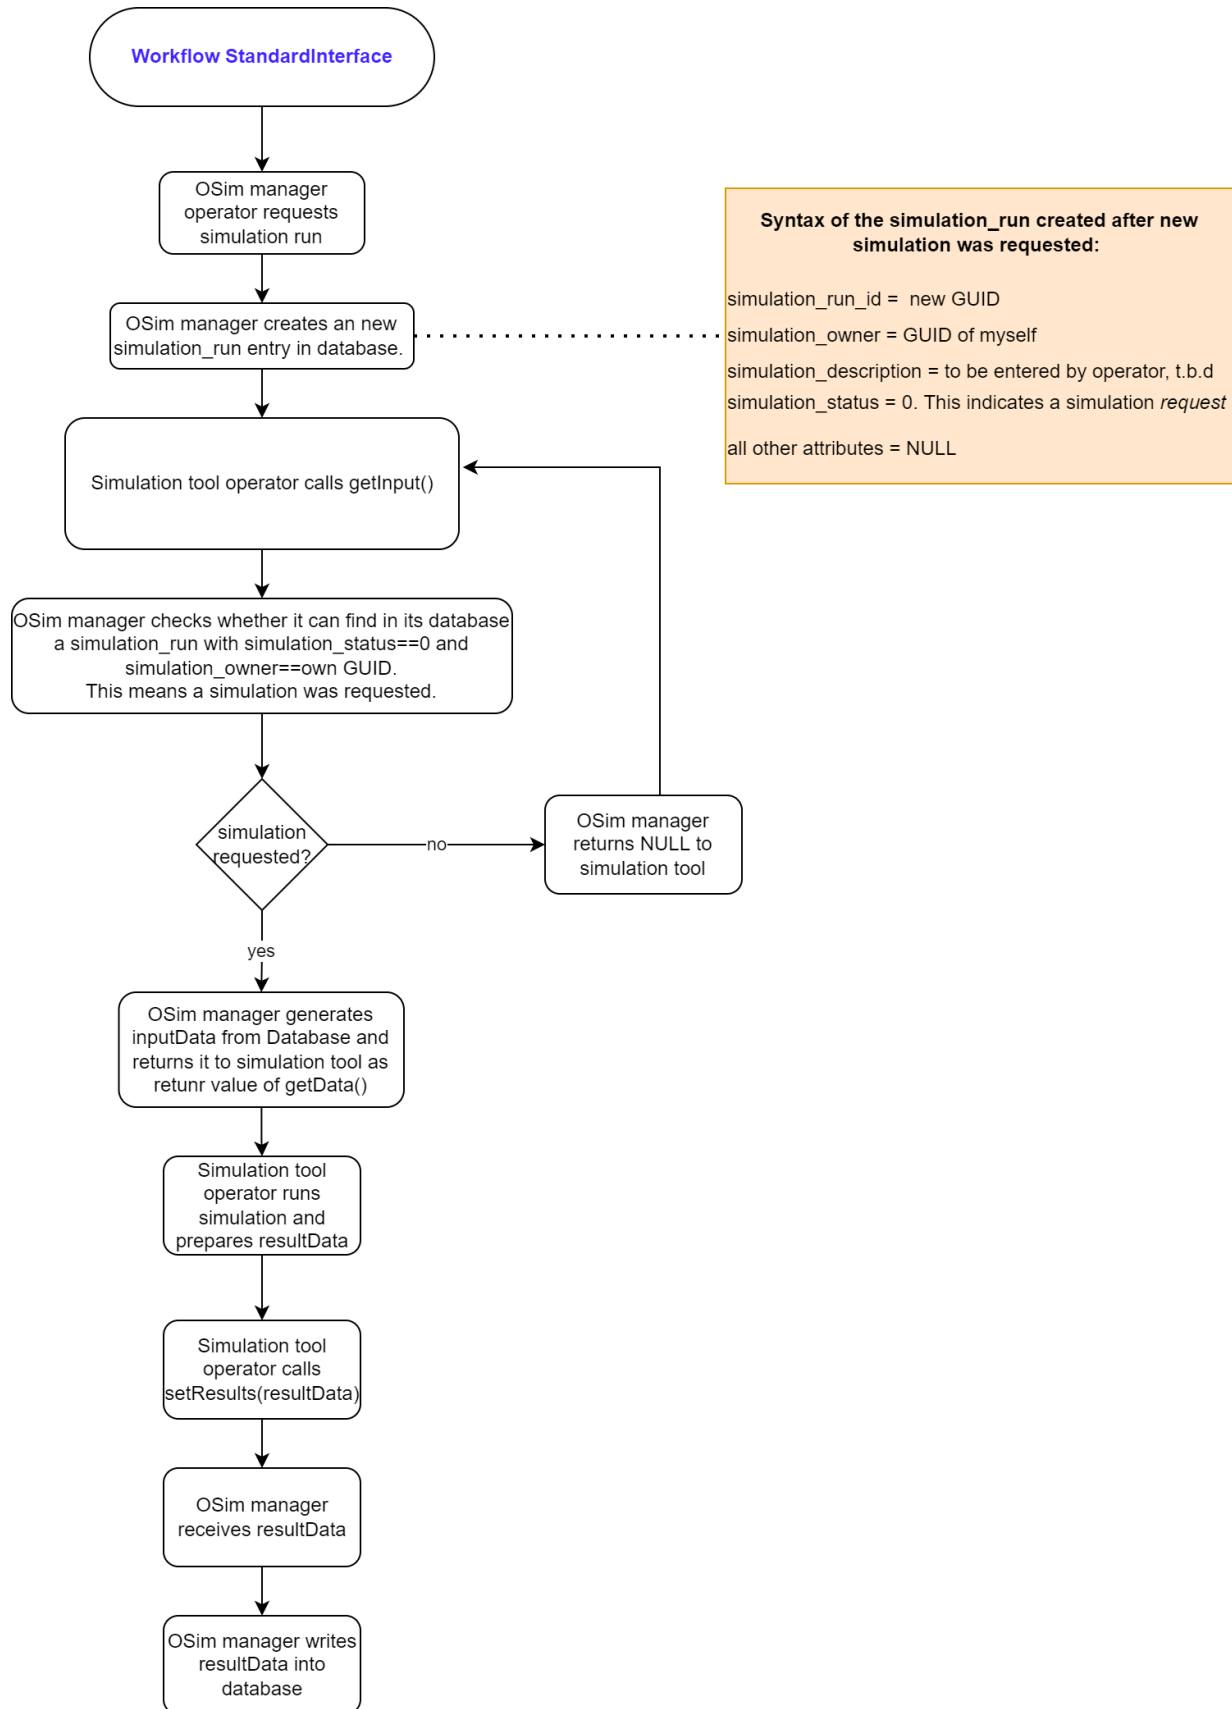 Workflow StandardInterface
OSim manager
operator requests
simulation run
OSim manager creates an new
simulation_run entry in database.
Syntax of the simulation_run created after new
simulation was requested:
simulation_run_id =  new GUID
simulation_owner = GUID of myself
simulation_description = to be entered by operator, t.b.d
simulation_status = 0. This indicates a simulation request
all other attributes = NULL
Simulation tool operator calls getInput()
OSim manager checks whether it can find in its database
a simulation_run with simulation_status==0 and
simulation_owner==own GUID.
This means a simulation was requested.
simulation
requested?
no
OSim manager
returns NULL to
simulation tool
yes
OSim manager generates
inputData from Database and
returns it to simulation tool as
retunr value of getData()
Simulation tool
operator runs
simulation and
prepares resultData
Simulation tool
operator calls
setResults(resultData)
OSim manager
receives resultData
OSim manager writes
resultData into
database